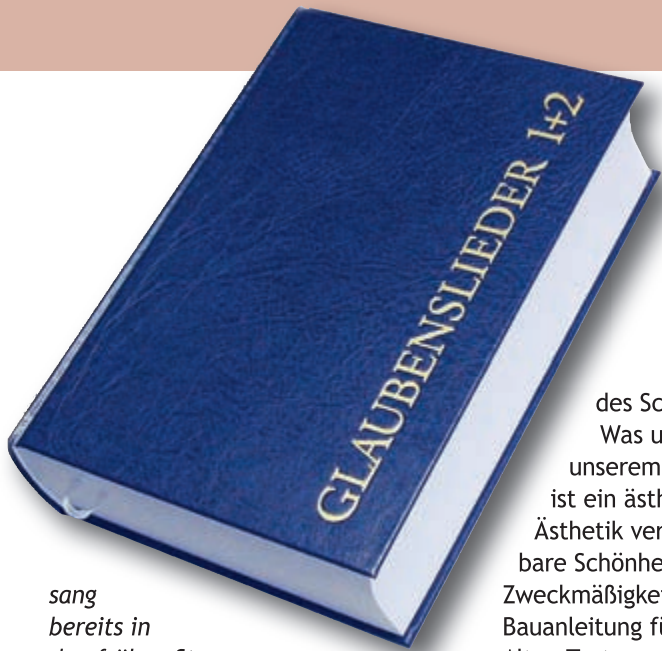 GLAUBENSLIEDER 1+2
sang
bereits in
des Sc
Was u
unserem
ist ein ästh
Ästhetik ver
bare Schönhe
Zweckmäßigkei
Bauanleitung fü